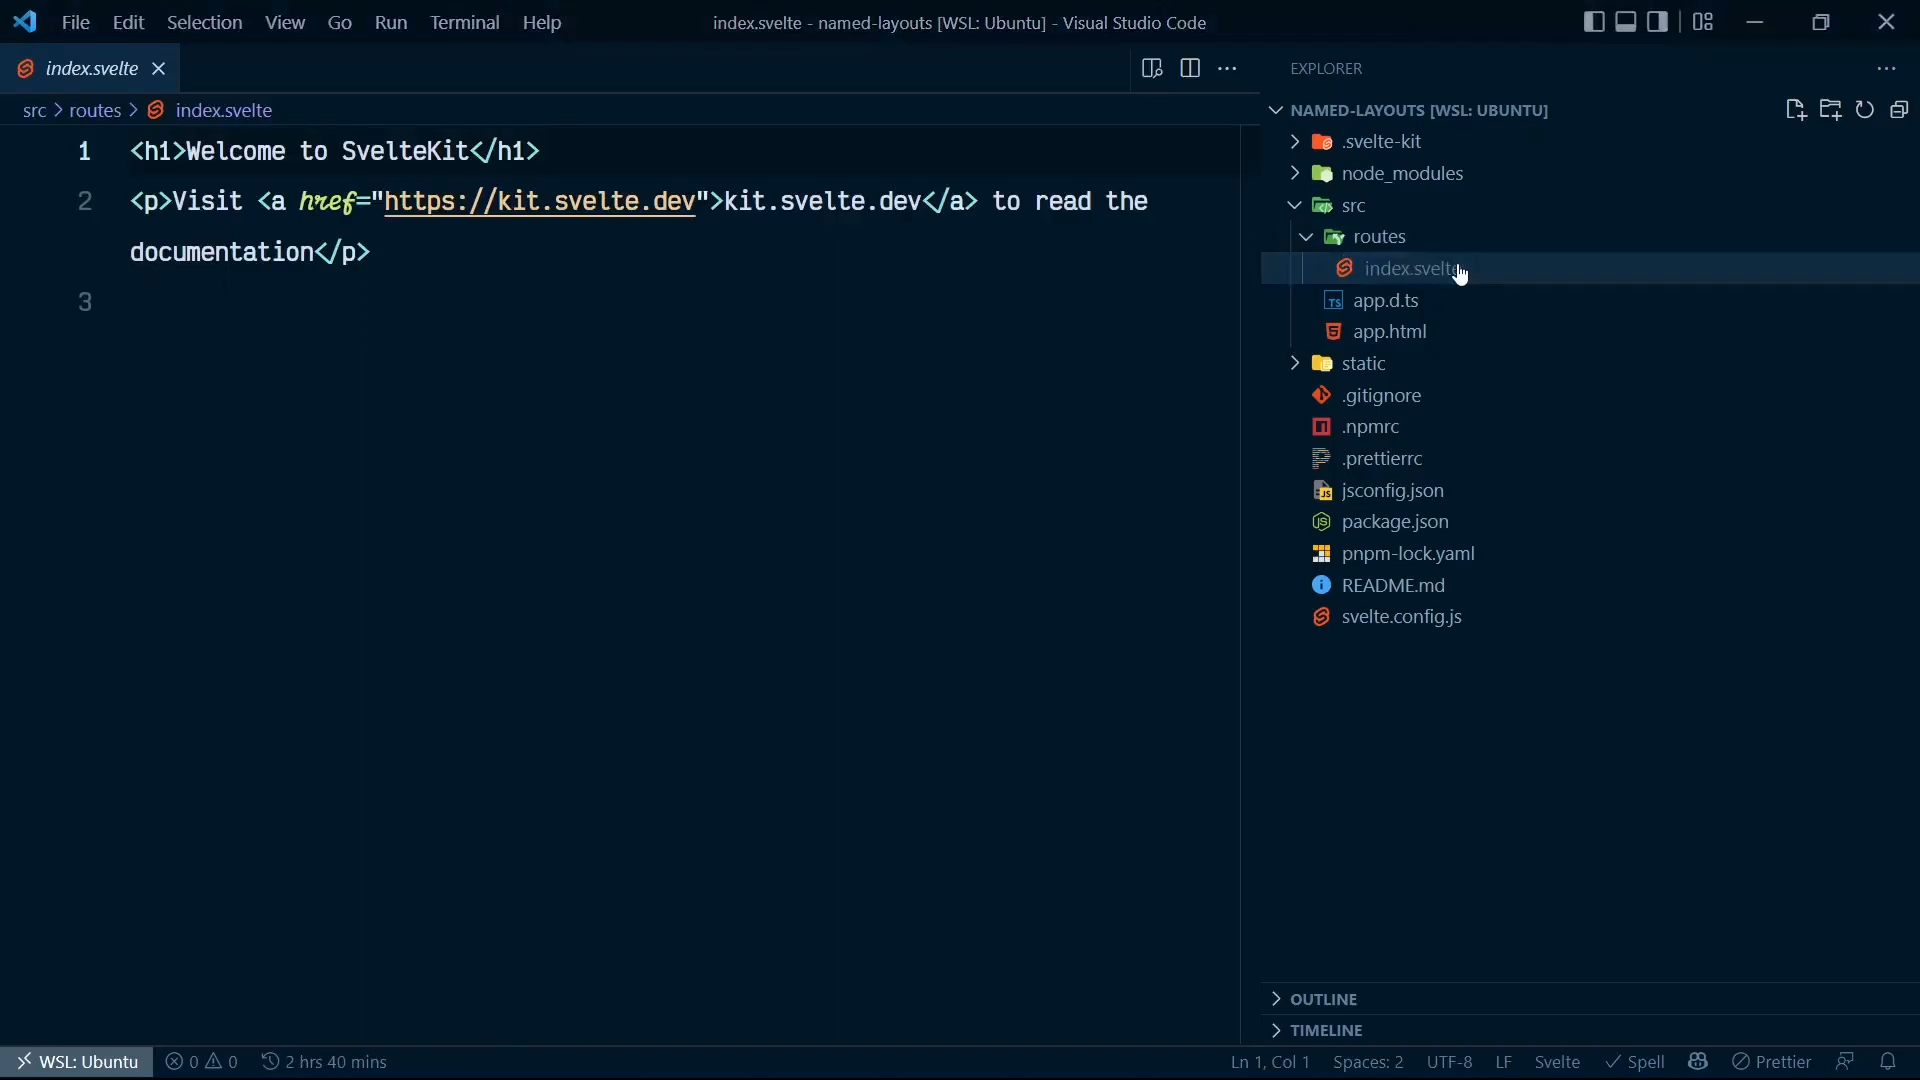 File Edit Selection View Go Run Terminal Help
index.svelte - named-layouts [WSL: Ubuntu] - Visual Studio Code
index.svelte
src > routes > index.svelte
1 <h1>Welcome to SvelteKit</h1>
2 <p>Visit <a href="https://kit.svelte.dev">kit.svelte.dev</a> to read the
documentation</p>
3
EXPLORER
NAMED-LAYOUTS [WSL: UBUNTU]
.svelte-kit
node_modules
src
routes
index.svelte
app.d.ts
app.html
static
.gitignore
.npmrc
.prettierrc
jsconfig.json
package.json
pnpm-lock.yaml
README.md
svelte.config.js
OUTLINE
TIMELINE
WSL: Ubuntu 0 0 2 hrs 40 mins Ln 1, Col 1 Spaces: 2 UTF-8 LF Svelte Spell Prettier